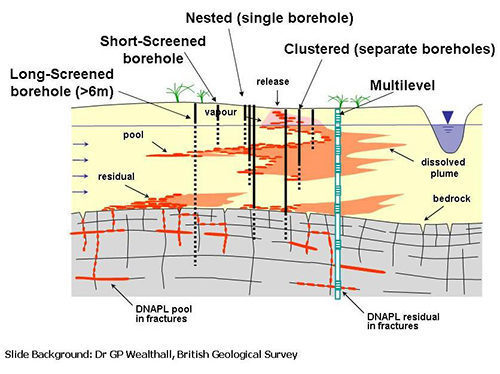 Nested (single borehole)
Short-Screened
borehole
Clustered (separate boreholes)
Long-Screened
borehole (>6m)
release
Multilevel
vapour
pool
residual
dissolved
plume
bedrock
DNAPL pool
in fractures
DNAPL residual
in fractures
Slide Background: Dr GP Wealthall, British Geological Survey